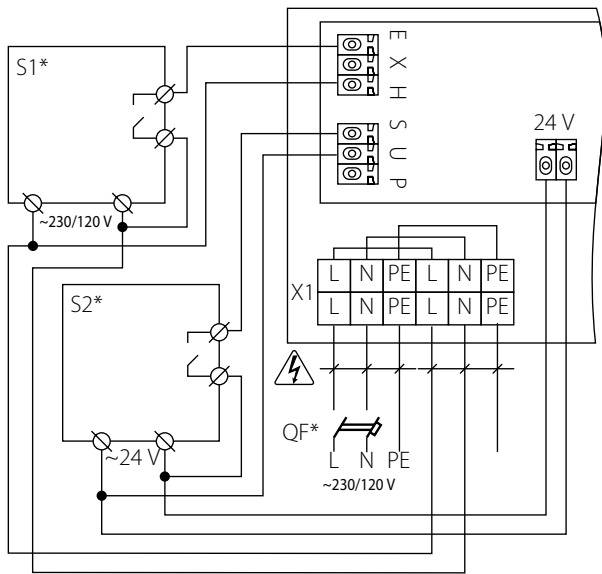 S1*
~230/120 V
E X H
S U P
24 V
X1
L N PE L N PE
L N PE L N PE
S2*
~24 V
QF*
L N PE
~230/120 V